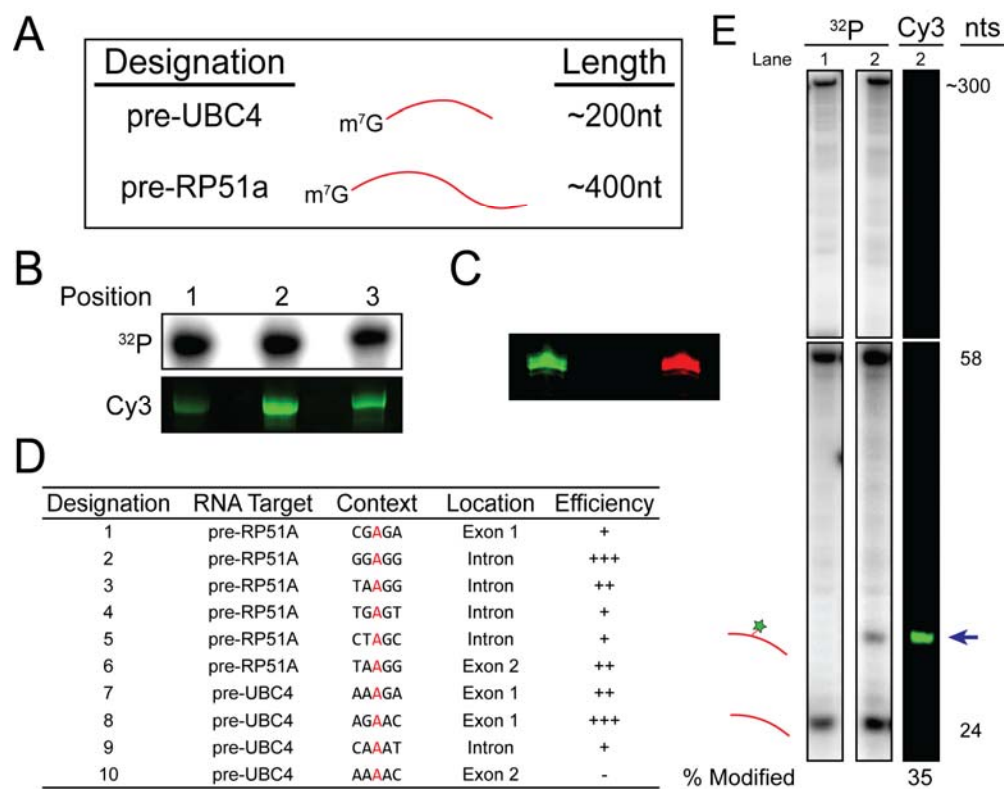 A
Designation Length
pre-UBC4 m⁷G ~200nt
pre-RP51a m⁷G ~400nt
B
Position 1 2 3
³²P
Cy3
C
D
Designation RNA Target Context Location Efficiency
1 pre-RP51A CGAGA Exon 1 +
2 pre-RP51A GGAGG Intron +++
3 pre-RP51A TAAGG Intron ++
4 pre-RP51A TGAGT Intron +
5 pre-RP51A CTAGC Intron +
6 pre-RP51A TAAGG Exon 2 ++
7 pre-UBC4 AAAGA Exon 1 ++
8 pre-UBC4 AGAAC Exon 1 +++
9 pre-UBC4 CAAAT Intron +
10 pre-UBC4 AAAAC Exon 2 -
E
³²P Cy3 nts
Lane 1 2 2
~300
58
24
% Modified 35